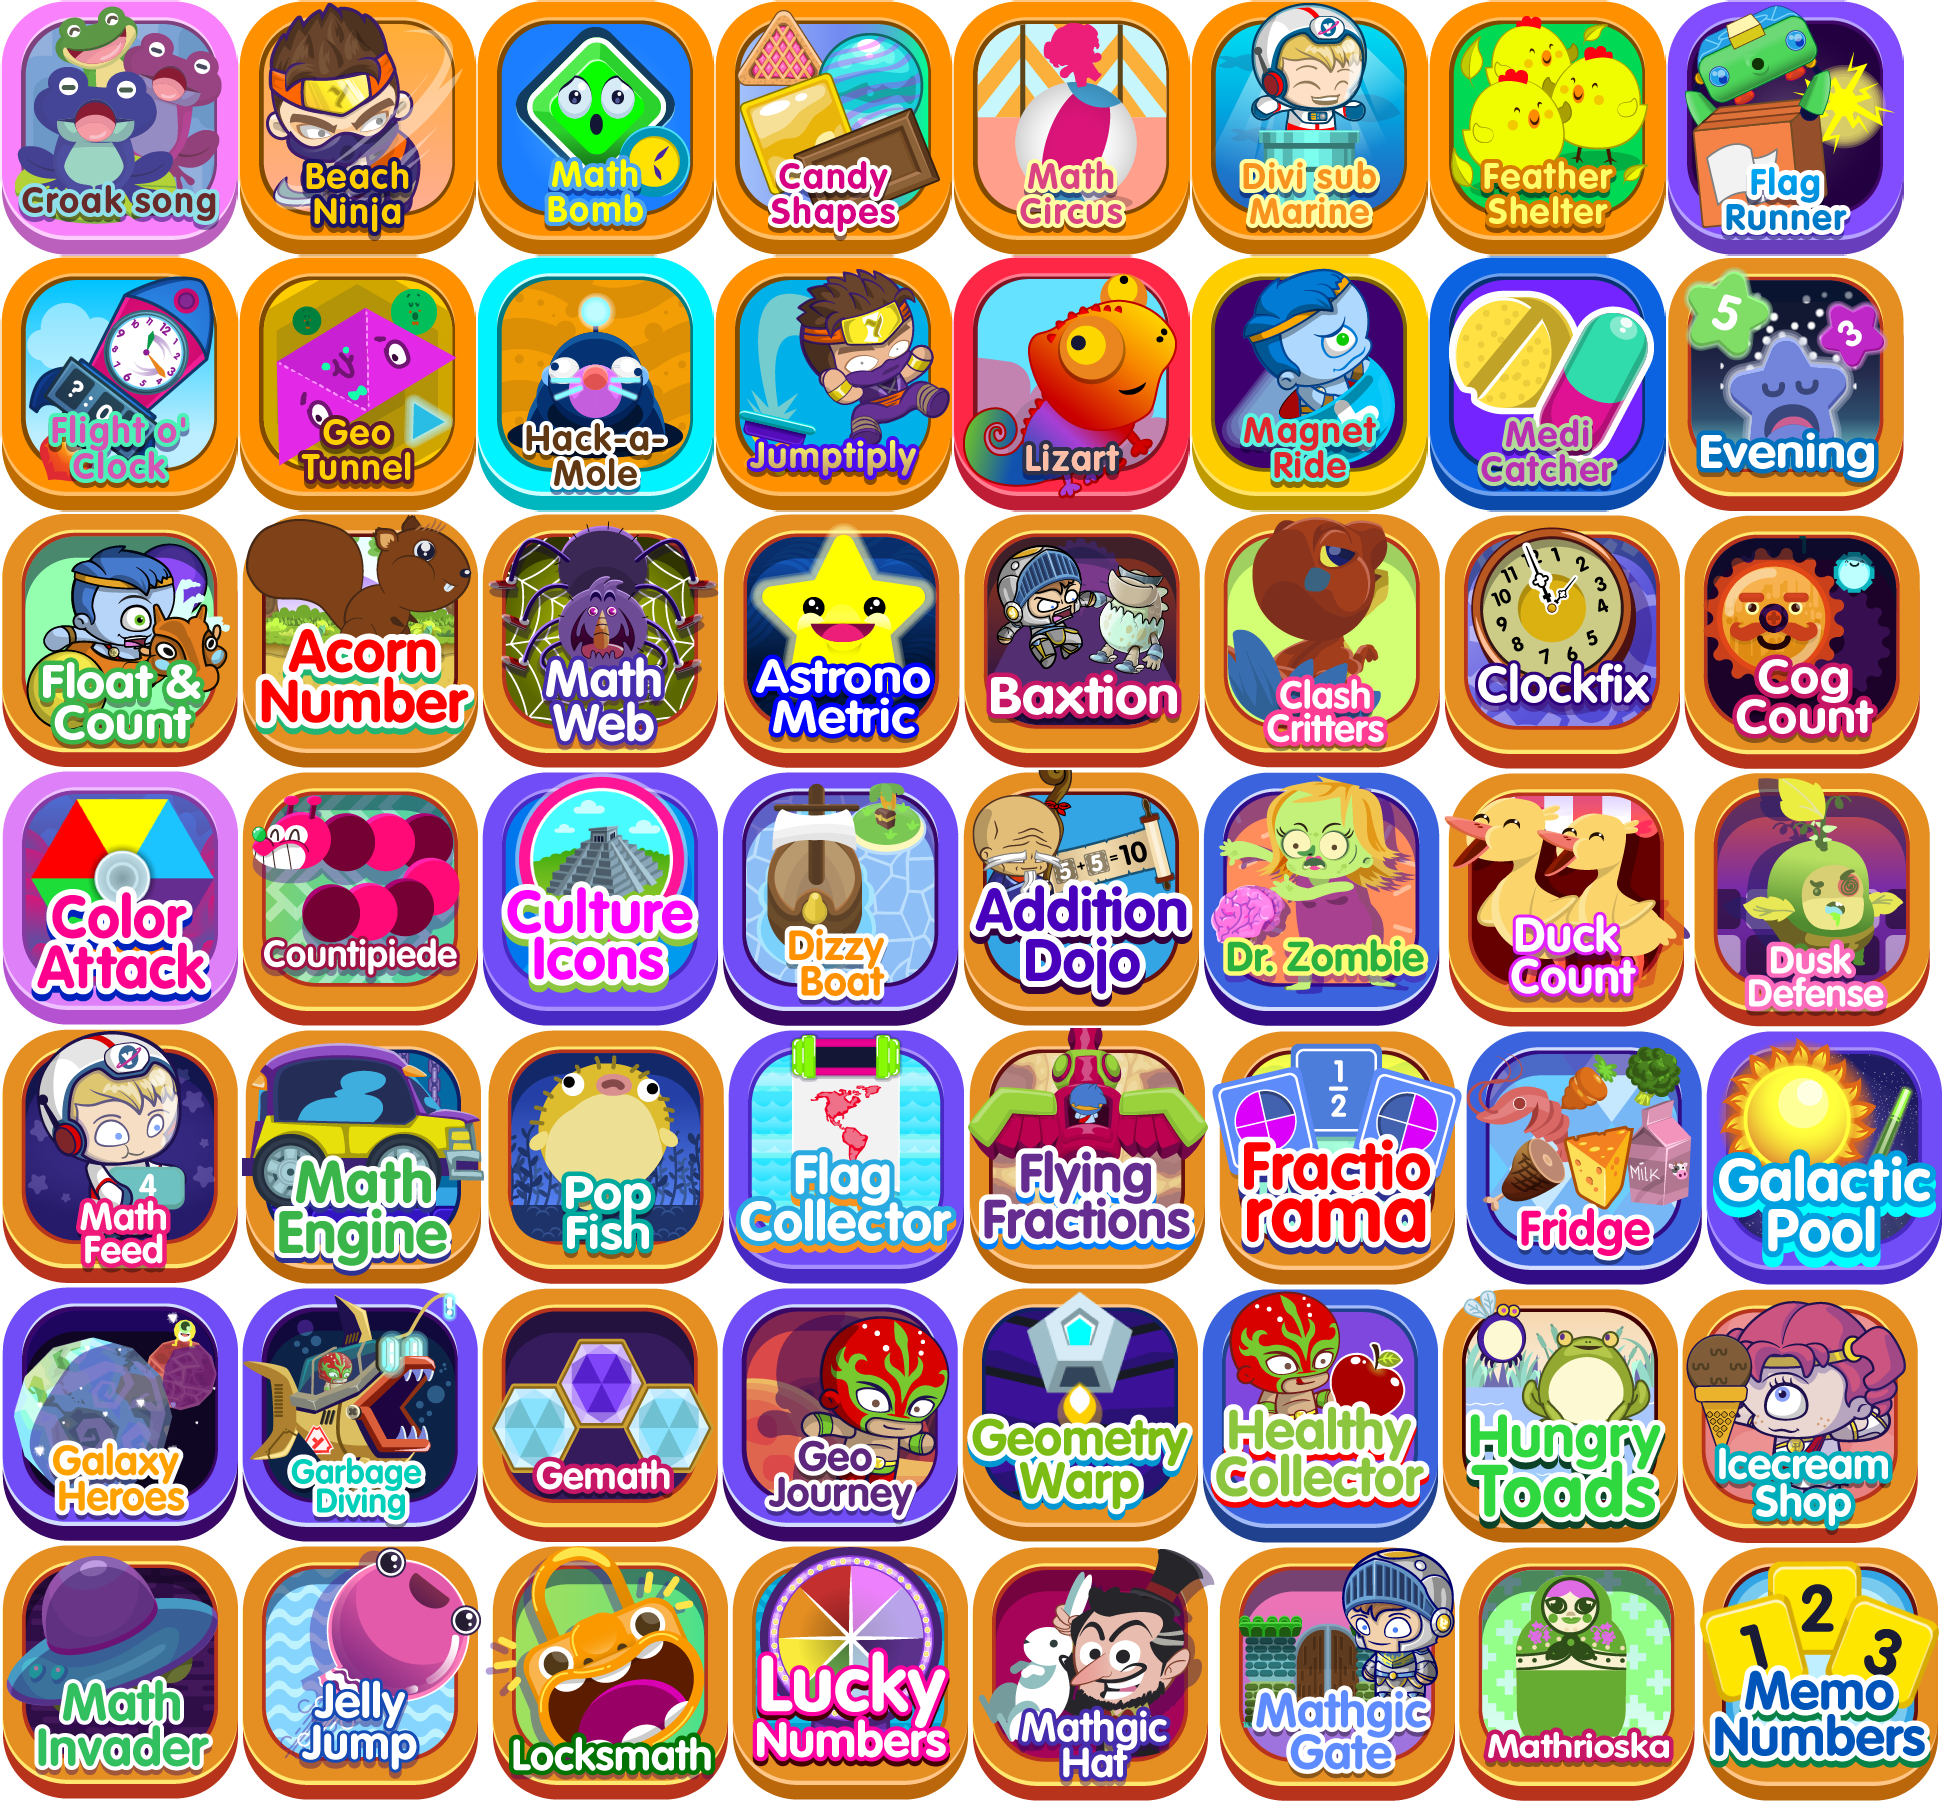 Croak song
Beach
Ninja
Math
Bomb
Candy
Shapes
Math
Circus
Divi sub
Marine
Feather
Shelter
Flag
Runner
Flight o'
Clock
Geo
Tunnel
Hack-a-
Mole
Jumptiply
Lizart
Magnet
Ride
Medi
Catcher
5
3
Evening
Float &
Count
Acorn
Number
Math
Web
Astrono
Metric
Baxtion
Clash
Critters
Clockfix
Cog
Count
Color
Attack
Countipiede
Culture
Icons
Dizzy
Boat
5+5=10
Addition
Dojo
Dr. Zombie
Duck
Count
Dusk
Defense
4
Math
Feed
Math
Engine
Pop
Fish
Flag
Collector
Flying
Fractions
1
2
Fractio
rama
MILK
Fridge
Galactic
Pool
Galaxy
Heroes
Garbage
Diving
Gemath
Geo
Journey
Geometry
Warp
Healthy
Collector
Hungry
Toads
Icecream
Shop
Math
Invader
Jelly
Jump
Locksmath
Lucky
Numbers
Mathgic
Hat
Mathgic
Gate
Mathrioska
1 2 3
Memo
Numbers